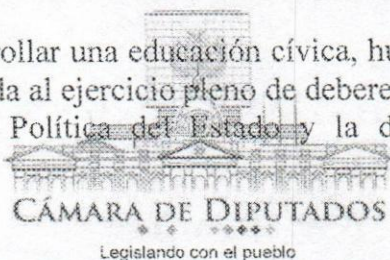 ollar una educación cívica, hu
la al ejercicio pleno de debere
Política del Estado y la d
CÁMARA DE DIPUTADOS
Legislando con el pueblo